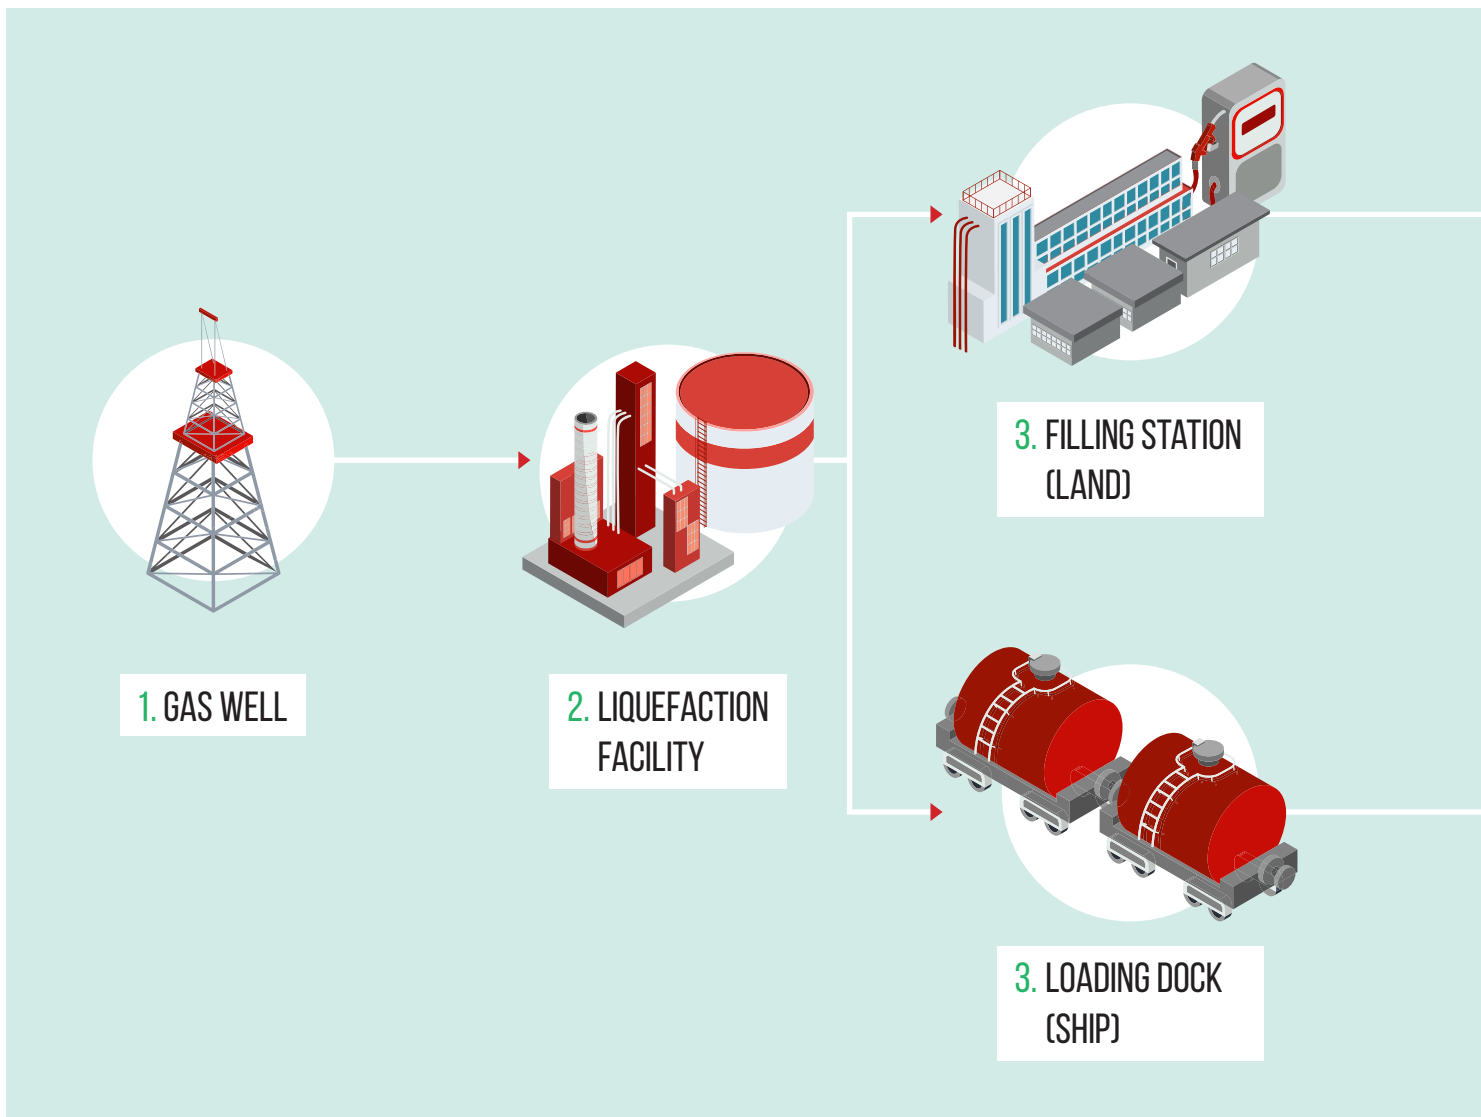 1. GAS WELL
2. LIQUEFACTION
FACILITY
3. FILLING STATION
(LAND)
3. LOADING DOCK
(SHIP)